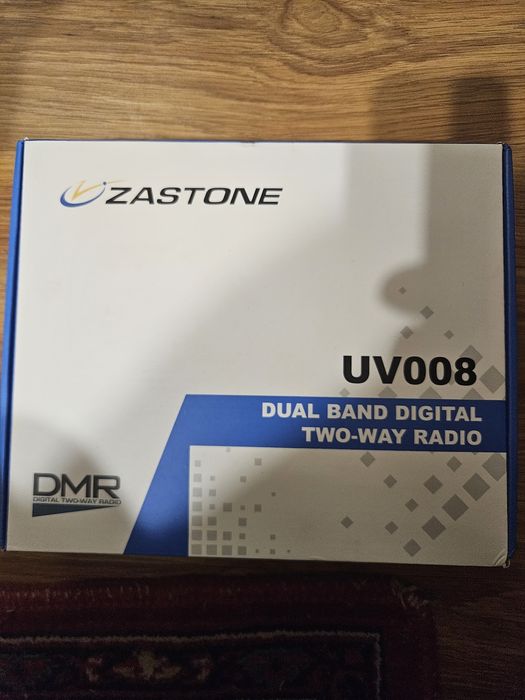 ZASTONE
UV008
DUAL BAND DIGITAL
TWO-WAY RADIO
DMR
DIGITAL TWO-WAY RADIO